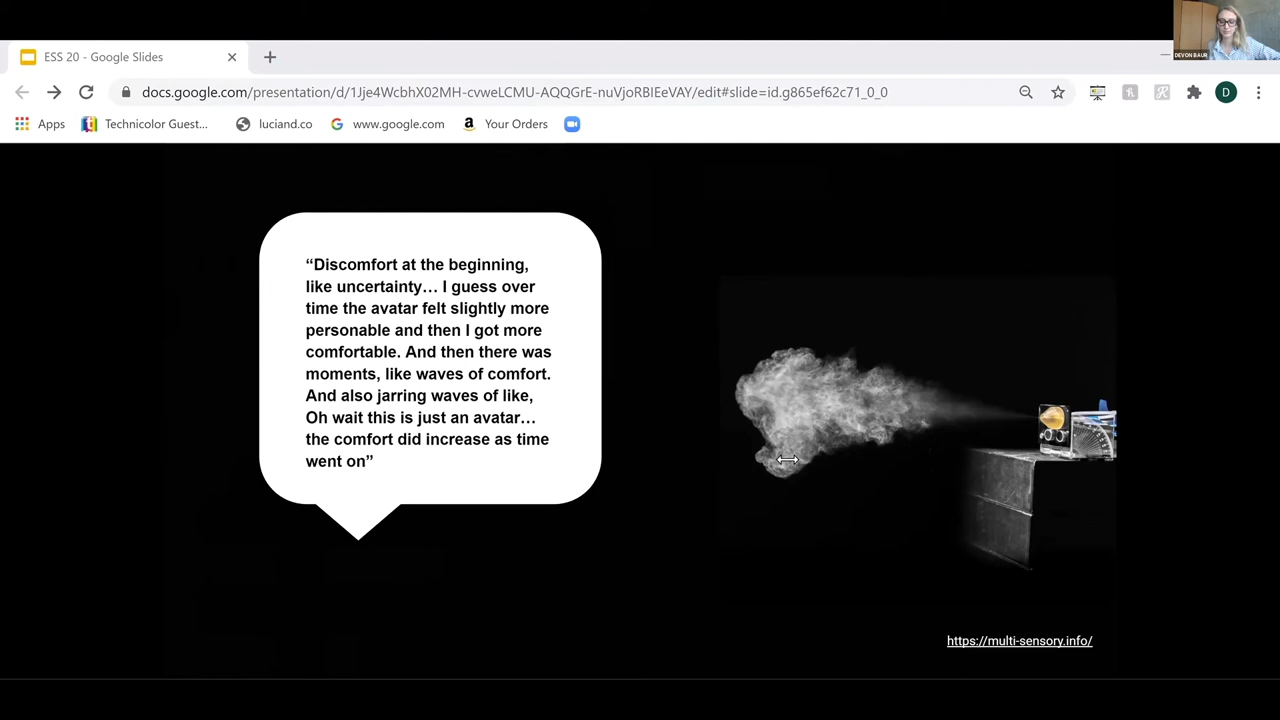 DEVON BAUR
ESS 20 - Google Slides
docs.google.com/presentation/d/1Jje4WcbhX02MH-cvweLCMU-AQQGrE-nuVjoRBIEeVAY/edit#slide=id.g865ef62c71_0_0
D
Apps
Technicolor Guest...
luciand.co
www.google.com
Your Orders
“Discomfort at the beginning,
like uncertainty… I guess over
time the avatar felt slightly more
personable and then I got more
comfortable. And then there was
moments, like waves of comfort.
And also jarring waves of like,
Oh wait this is just an avatar…
the comfort did increase as time
went on”
https://multi-sensory.info/